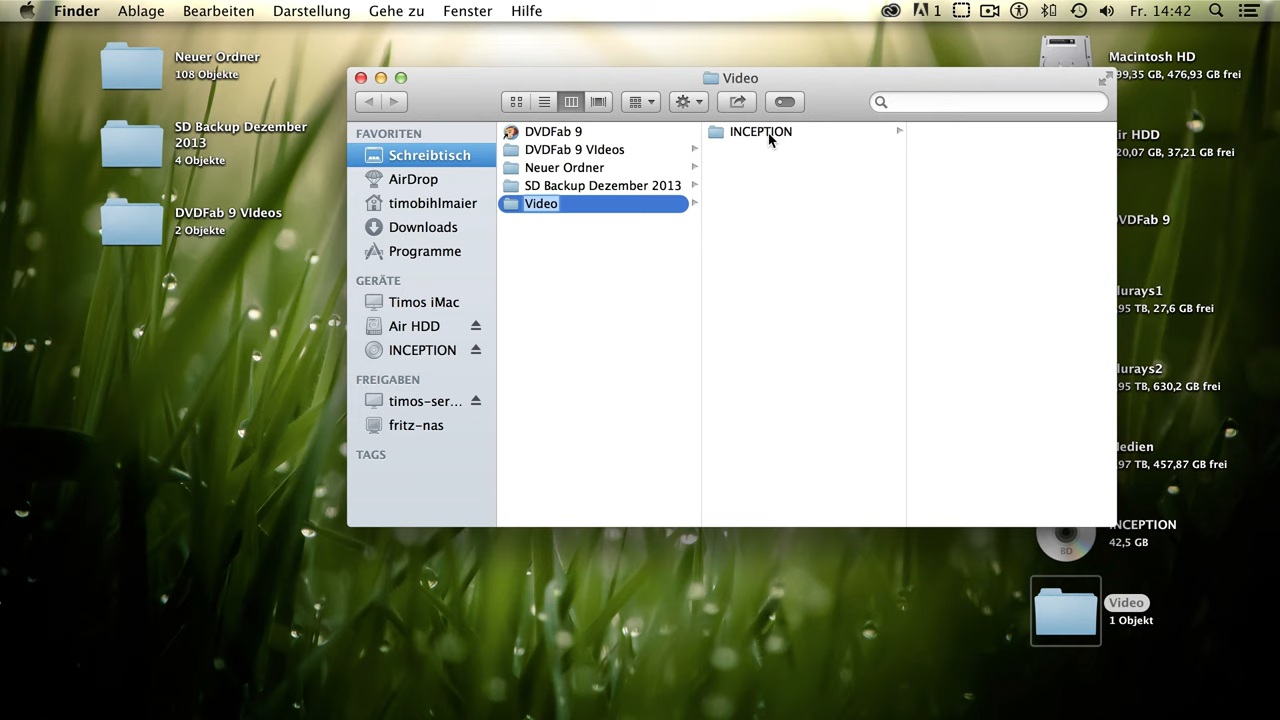 Finder Ablage Bearbeiten Darstellung Gehe zu Fenster Hilfe
1 Fr. 14:42
Neuer Ordner
108 Objekte
SD Backup Dezember
2013
4 Objekte
DVDFab 9 VIdeos
2 Objekte
Video
FAVORITEN
Schreibtisch
AirDrop
timobihlmaier
Downloads
Programme
GERÄTE
Timos iMac
Air HDD
INCEPTION
FREIGABEN
timos-ser...
fritz-nas
TAGS
DVDFab 9
DVDFab 9 VIdeos
Neuer Ordner
SD Backup Dezember 2013
Video
INCEPTION
Macintosh HD
99,35 GB, 476,93 GB frei
ir HDD
20,07 GB, 37,21 GB frei
VDFab 9
lurays1
95 TB, 27,6 GB frei
lurays2
95 TB, 630,2 GB frei
edien
97 TB, 457,87 GB frei
INCEPTION
42,5 GB
BD
Video
1 Objekt